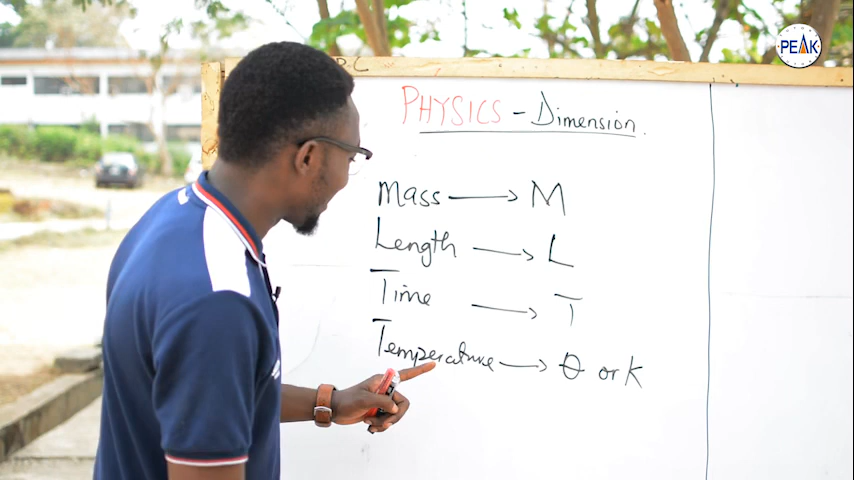 PHYSICS - Dimension.
Mass → M
Length → L
Time → T
Temperature → θ or K
PEAK